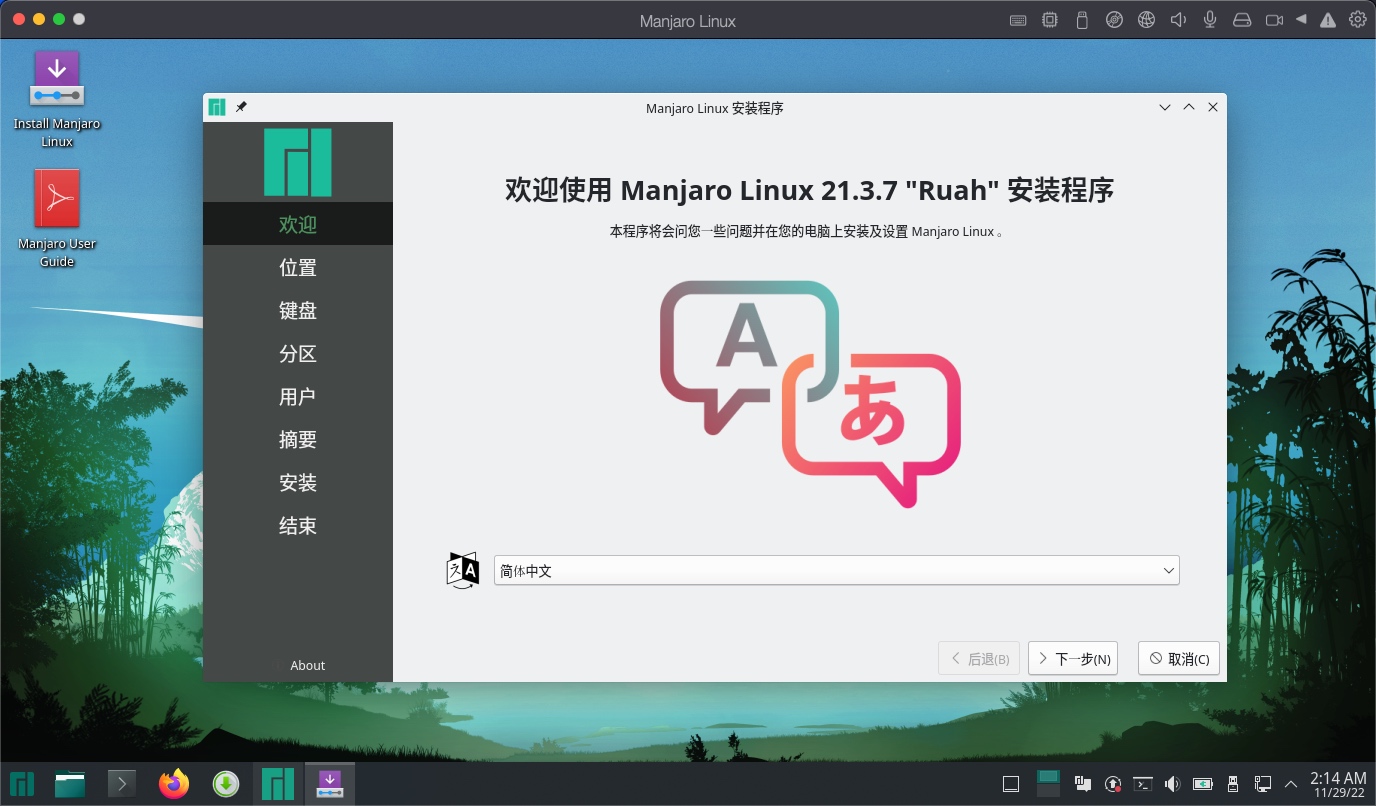 Manjaro Linux
Install Manjaro
Linux
Manjaro User
Guide
Manjaro Linux 安装程序
欢迎
位置
键盘
分区
用户
摘要
安装
结束
About
欢迎使用 Manjaro Linux 21.3.7 "Ruah" 安装程序
本程序将会问您一些问题并在您的电脑上安装及设置 Manjaro Linux 。
A
あ
简体中文
后退(B)
下一步(N)
取消(C)
2:14 AM
11/29/22